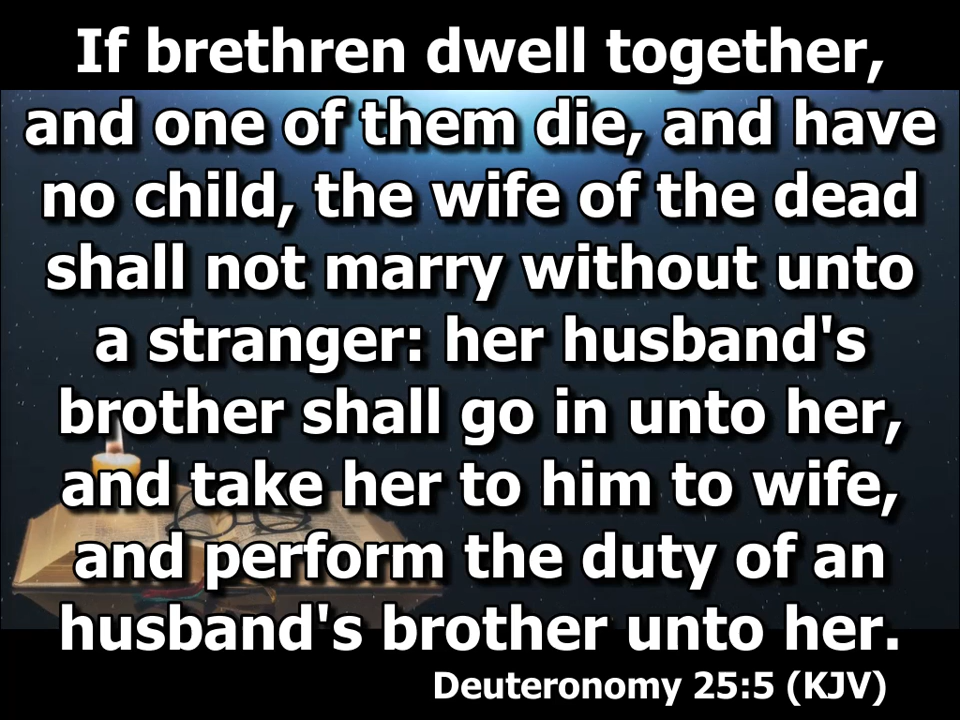 If brethren dwell together,
and one of them die, and have
no child, the wife of the dead
shall not marry without unto
a stranger: her husband's
brother shall go in unto her,
and take her to him to wife,
and perform the duty of an
husband's brother unto her.
Deuteronomy 25:5 (KJV)